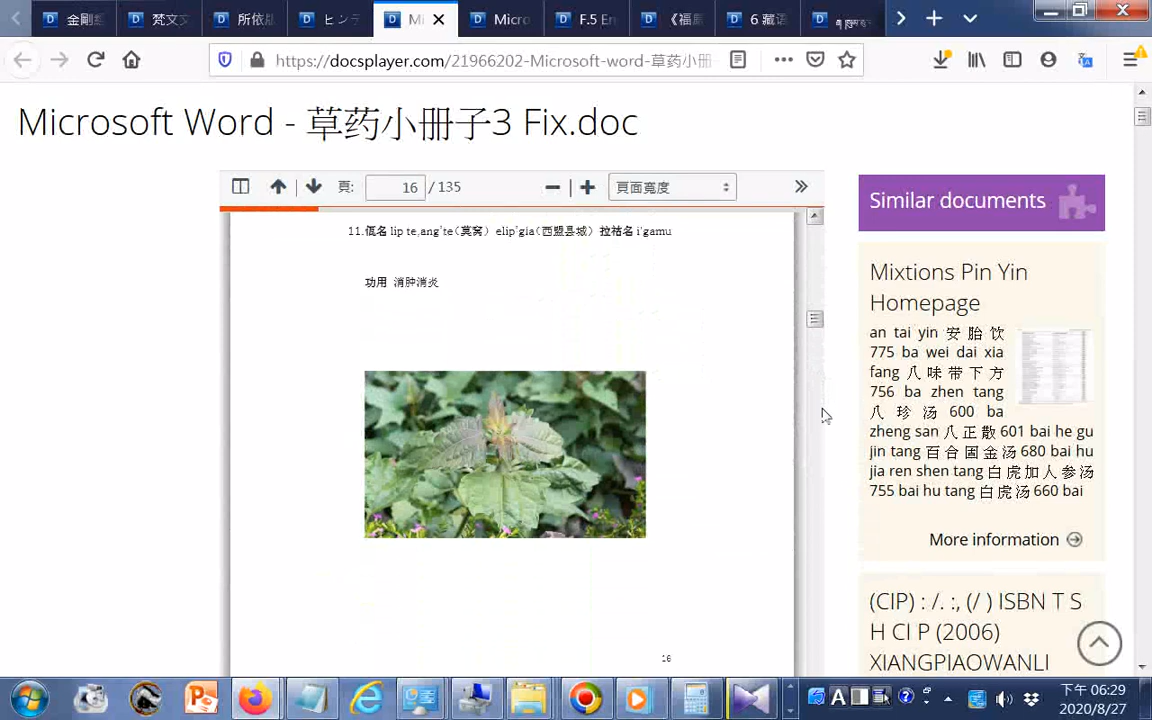 金剛經
梵文文
所依片
ヒンテ
Mi
Micro
F.5 En
《福
6 藏語
https://docsplayer.com/21966202-Microsoft-word-草药小册
Microsoft Word - 草药小册子3 Fix.doc
頁: 16 / 135
頁面寬度
Similar documents
11.佤名 lip te,ang'te（莫窝） elip'gia（西盟县城）拉祜名 i'gamu
功用 消肿消炎
16
Mixtions Pin Yin
Homepage
an tai yin 安胎饮
775 ba wei dai xia
fang 八味带下方
756 ba zhen tang
八珍汤 600 ba
zheng san 八正散 601 bai he gu
jin tang 百合固金汤 680 bai hu
jia ren shen tang 白虎加人参汤
755 bai hu tang 白虎汤 660 bai
More information
(CIP) : /. :, (/ ) ISBN T S
H CI P (2006)
XIANGPIAOWANLI
A
下午 06:29
2020/8/27